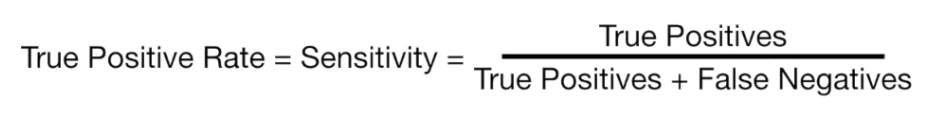 True Positives
True Positive Rate = Sensitivity =
True Positives + False Negatives